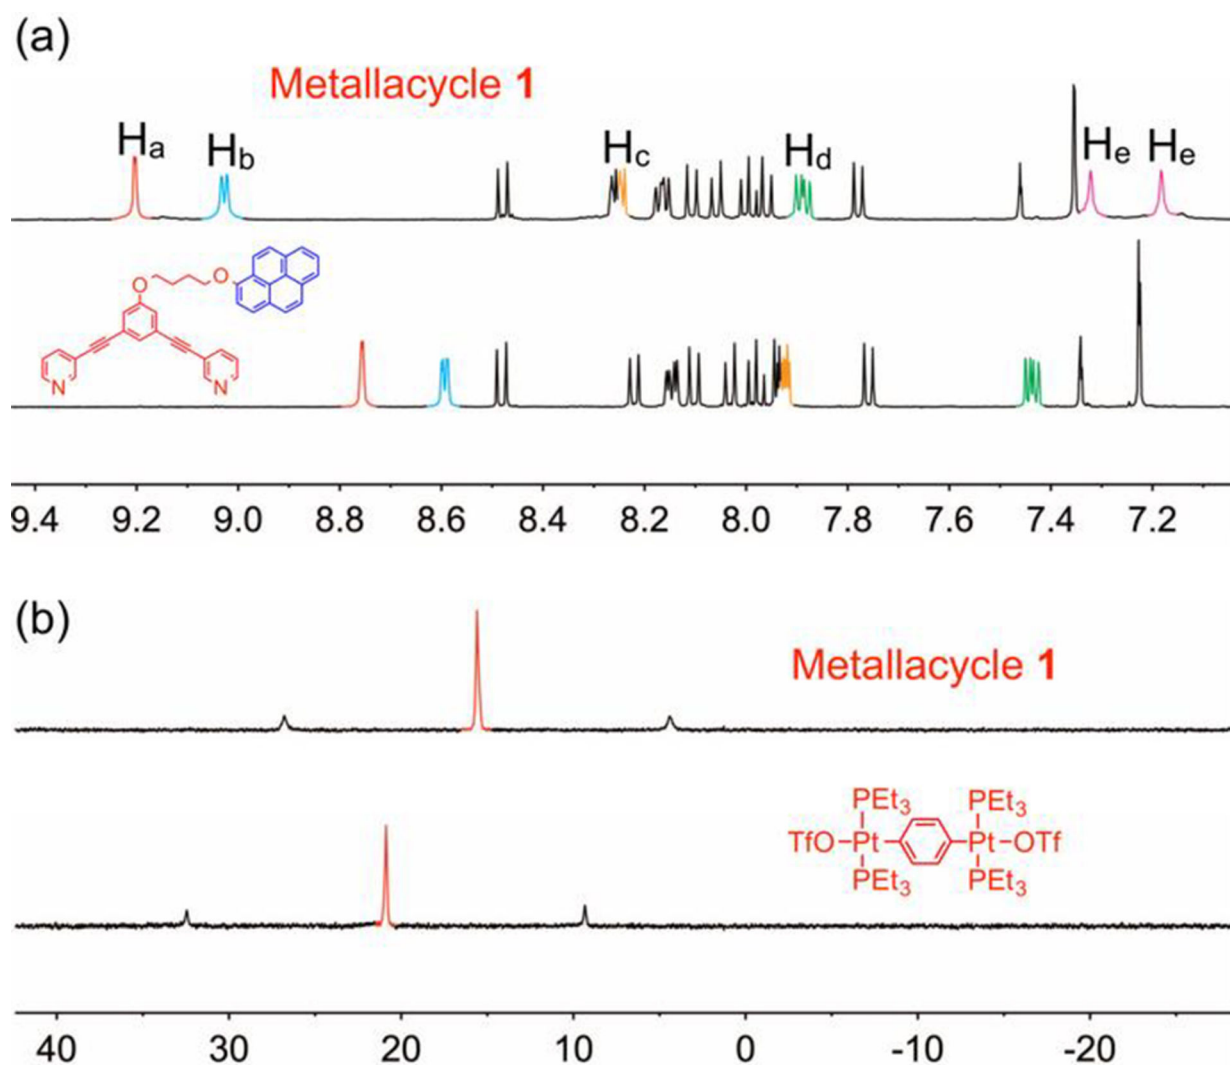 (a)
Metallacycle 1
Ha Hb Hc Hd He He
O
O
N N
9.4 9.2 9.0 8.8 8.6 8.4 8.2 8.0 7.8 7.6 7.4 7.2
(b)
Metallacycle 1
PEt3 PEt3
TfO Pt Pt OTf
PEt3 PEt3
40 30 20 10 0 -10 -20